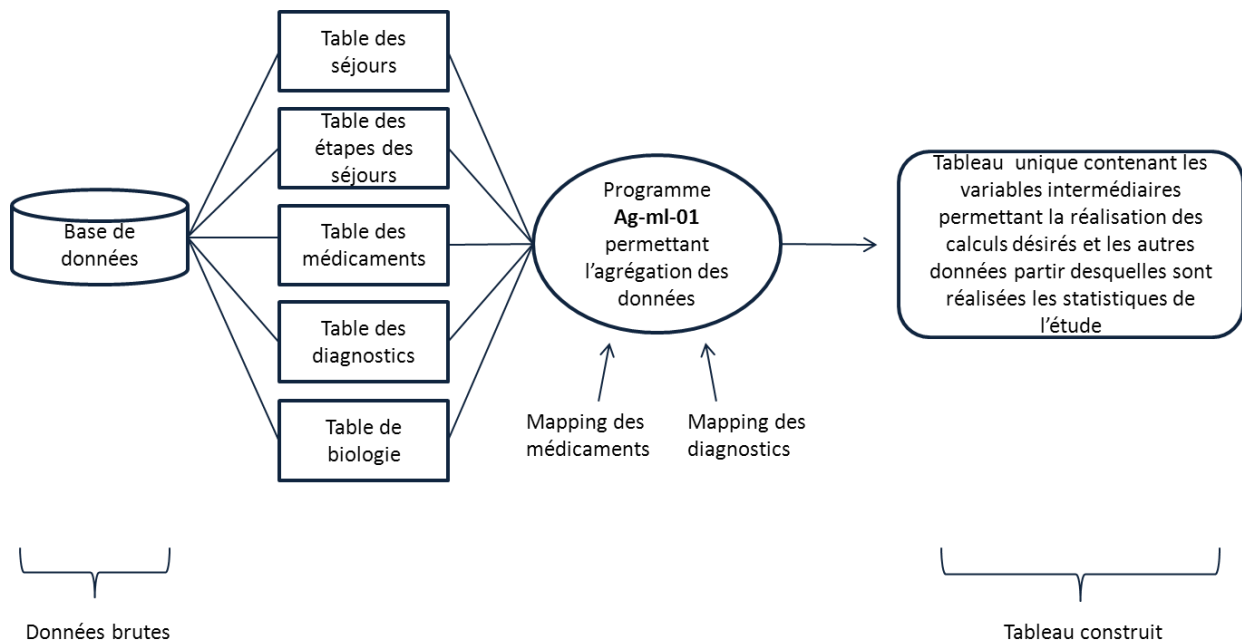 Base de
données
Table des
séjours
Table des
étapes des
séjours
Table des
médicaments
Table des
diagnostics
Table de
biologie
Programme
Ag-ml-01
permettant
l'agrégation des
données
Mapping des
médicaments
Mapping des
diagnostics
Tableau unique contenant les
variables intermédiaires
permettant la réalisation des
calculs désirés et les autres
données partir desquelles sont
réalisées les statistiques de
l'étude
Données brutes
Tableau construit